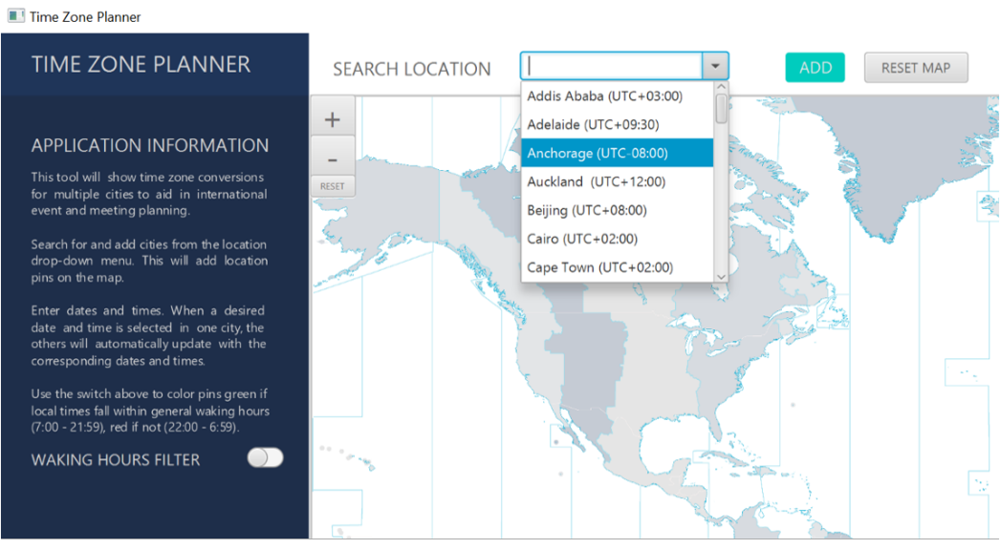 Time Zone Planner
TIME ZONE PLANNER
SEARCH LOCATION
ADD
RESET MAP
Addis Ababa (UTC+03:00)
Adelaide (UTC+09:30)
Anchorage (UTC-08:00)
Auckland (UTC+12:00)
Beijing (UTC+08:00)
Cairo (UTC+02:00)
Cape Town (UTC+02:00)
+
-
RESET
APPLICATION INFORMATION
This tool will show time zone conversions
for multiple cities to aid in international
event and meeting planning.
Search for and add cities from the location
drop-down menu. This will add location
pins on the map.
Enter dates and times. When a desired
date and time is selected in one city, the
others will automatically update with the
corresponding dates and times.
Use the switch above to color pins green if
local times fall within general waking hours
(7:00 - 21:59), red if not (22:00 - 6:59).
WAKING HOURS FILTER